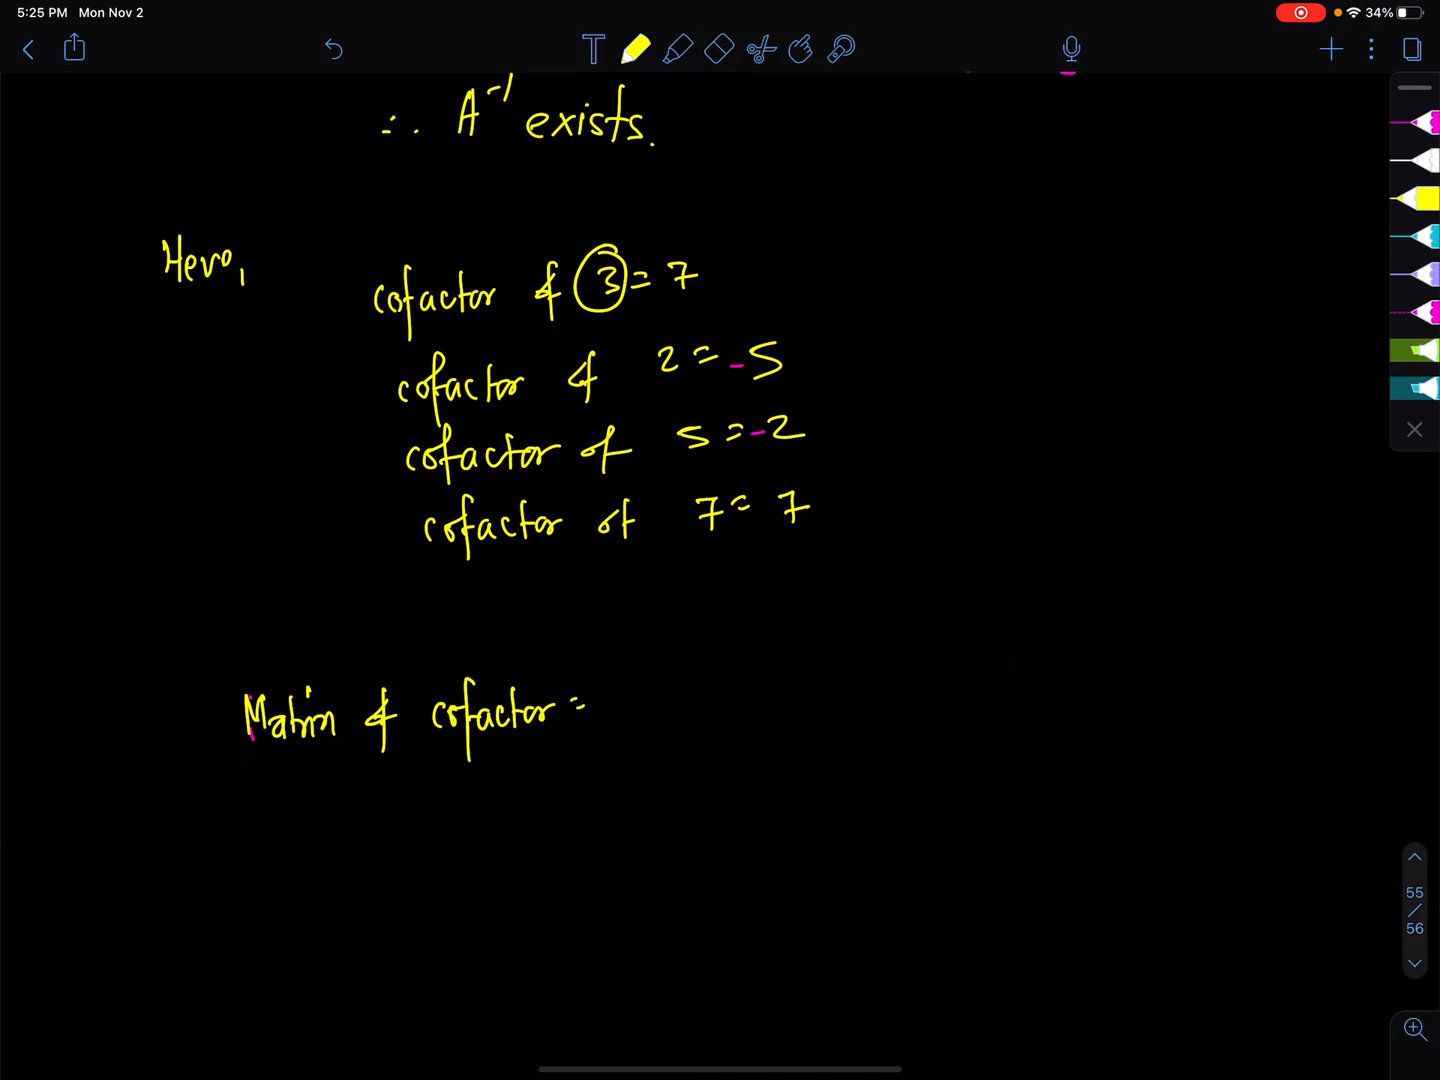 5:25 PM Mon Nov 2
34%
T
∴ A⁻¹ exists.
Here,
cofactor of 3 = 7
cofactor of 2 = -5
cofactor of 5 = -2
cofactor of 7 = 7
Matrix of cofactor =
55
/
56